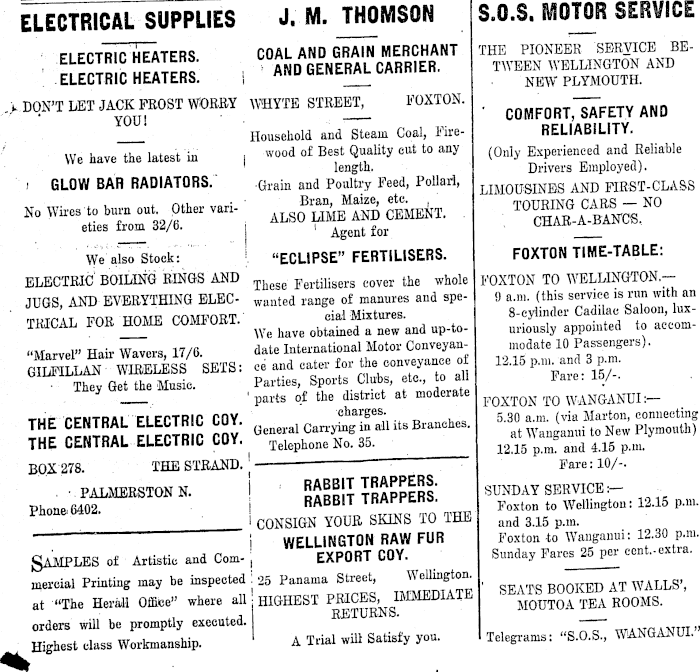 ELECTRICAL SUPPLIES
ELECTRIC HEATERS.
ELECTRIC HEATERS.
DON'T LET JACK FROST WORRY
YOU!
We have the latest in
GLOW BAR RADIATORS.
No Wires to burn out. Other vari-
eties from 32/6.
We also Stock:
ELECTRIC BOILING RINGS AND
JUGS, AND EVERYTHING ELEC-
TRICAL FOR HOME COMFORT.
"Marvel" Hair Wavers, 17/6.
GILFILLAN WIRELESS SETS:
They Get the Music.
THE CENTRAL ELECTRIC COY.
THE CENTRAL ELECTRIC COY.
BOX 278. THE STRAND.
PALMERSTON N.
Phone 6402.
SAMPLES of Artistic and Com-
mercial Printing may be inspected
at "The Herald Office" where all
orders will be promptly executed.
Highest class Workmanship.
J. M. THOMSON
COAL AND GRAIN MERCHANT
AND GENERAL CARRIER.
WHYTE STREET, FOXTON.
Household and Steam Coal, Fire-
wood of Best Quality cut to any
length.
Grain and Poultry Feed, Pollard,
Bran, Maize, etc.
ALSO LIME AND CEMENT.
Agent for
"ECLIPSE" FERTILISERS.
These Fertilisers cover the whole
wanted range of manures and spe-
cial Mixtures.
We have obtained a new and up-to-
date International Motor Conveyan-
ce and cater for the conveyance of
Parties, Sports Clubs, etc., to all
parts of the district at moderate
charges.
General Carrying in all its Branches.
Telephone No. 35.
RABBIT TRAPPERS.
RABBIT TRAPPERS.
CONSIGN YOUR SKINS TO THE
WELLINGTON RAW FUR
EXPORT COY.
25 Panama Street, Wellington.
HIGHEST PRICES, IMMEDIATE
RETURNS.
A Trial will Satisfy you.
S.O.S. MOTOR SERVICE
THE PIONEER SERVICE BE-
TWEEN WELLINGTON AND
NEW PLYMOUTH.
COMFORT, SAFETY AND
RELIABILITY.
(Only Experienced and Reliable
Drivers Employed).
LIMOUSINES AND FIRST-CLASS
TOURING CARS — NO
CHAR-A-BANCS.
FOXTON TIME-TABLE:
FOXTON TO WELLINGTON.—
9 a.m. (this service is run with an
8-cylinder Cadilac Saloon, lux-
uriously appointed to accom-
modate 10 Passengers).
12.15 p.m. and 3 p.m.
Fare: 15/-.
FOXTON TO WANGANUI:—
5.30 a.m. (via Marton, connecting
at Wanganui to New Plymouth)
12.15 p.m. and 4.15 p.m.
Fare: 10/-.
SUNDAY SERVICE:—
Foxton to Wellington: 12.15 p.m.
and 3.15 p.m.
Foxton to Wanganui: 12.30 p.m.
Sunday Fares 25 per cent. extra.
SEATS BOOKED AT WALLS',
MOUTOA TEA ROOMS.
Telegrams: "S.O.S., WANGANUI."